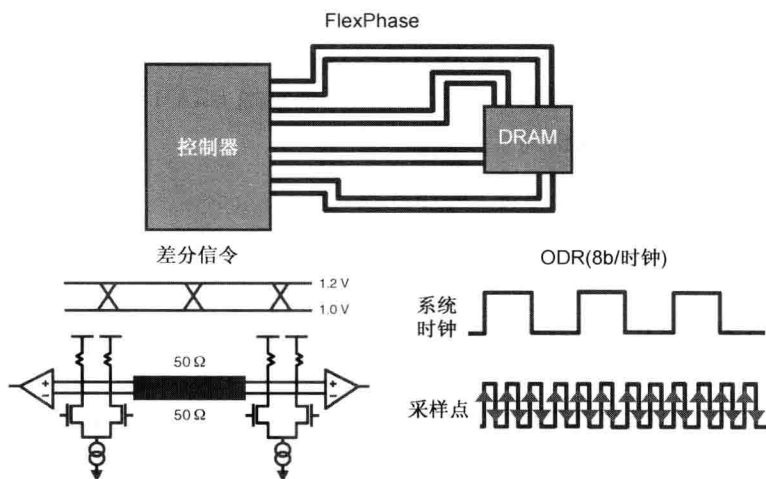 FlexPhase
控制器
DRAM
差分信令
1.2 V
1.0 V
50 Ω
50 Ω
+
−
+
−
ODR(8b/时钟)
系统
时钟
采样点